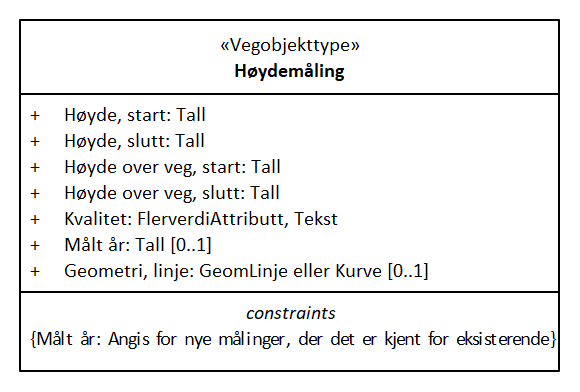 «Vegobjekttype»
Høydemåling
+ Høyde, start: Tall
+ Høyde, slutt: Tall
+ Høyde over veg, start: Tall
+ Høyde over veg, slutt: Tall
+ Kvalitet: FlerverdiAttributt, Tekst
+ Målt år: Tall [0..1]
+ Geometri, linje: GeomLinje eller Kurve [0..1]
constraints
{Målt år: Angis for nye målinger, der det er kjent for eksisterende}